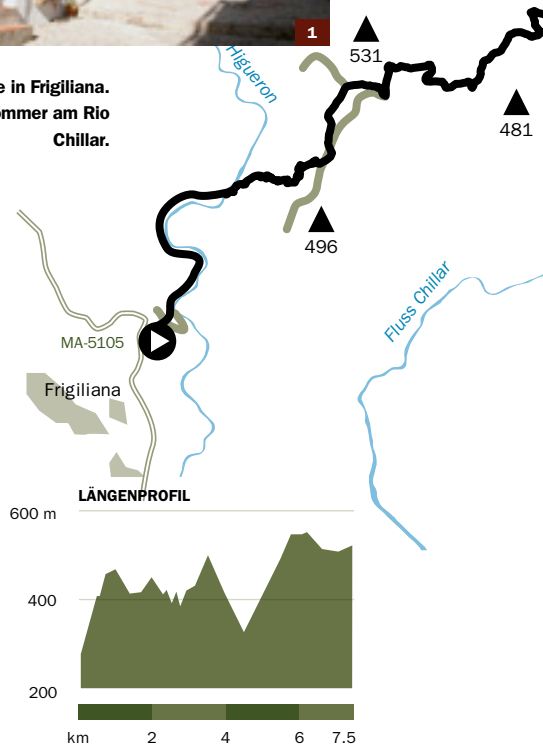 1
Higueron
531
e in Frigiliana.
ommer am Rio
Chillar.
481
496
Fluss Chillar
MA-5105
Frigiliana
LÄNGENPROFIL
600 m
400
200
km 2 4 6 7.5